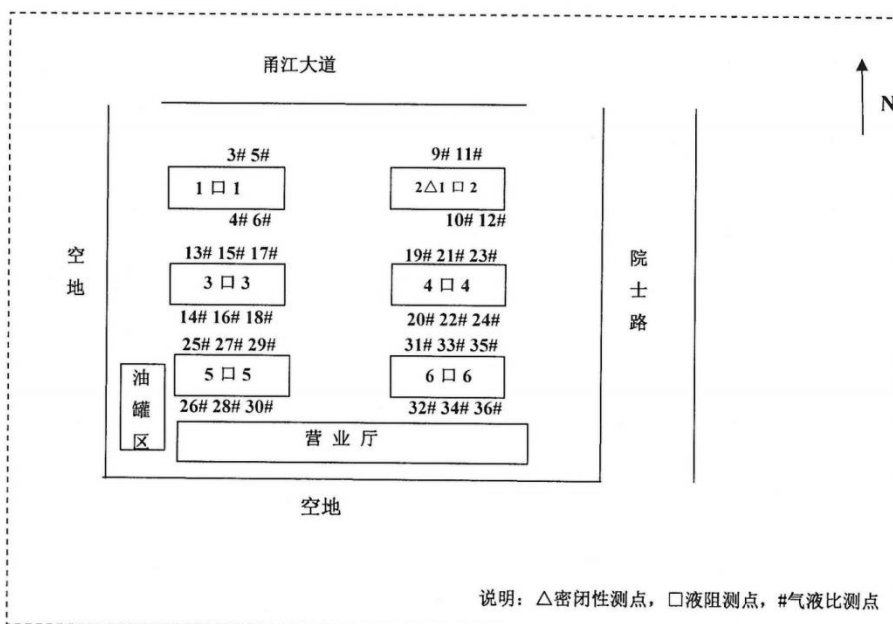 甬江大道
N
3# 5#
9# 11#
1 口 1
2△1 口 2
4# 6#
10# 12#
空地
13# 15# 17#
19# 21# 23#
院士路
3 口 3
4 口 4
14# 16# 18#
20# 22# 24#
25# 27# 29#
31# 33# 35#
油罐区
5 口 5
6 口 6
26# 28# 30#
32# 34# 36#
营业厅
空地
说明：△密闭性测点，口液阻测点，#气液比测点